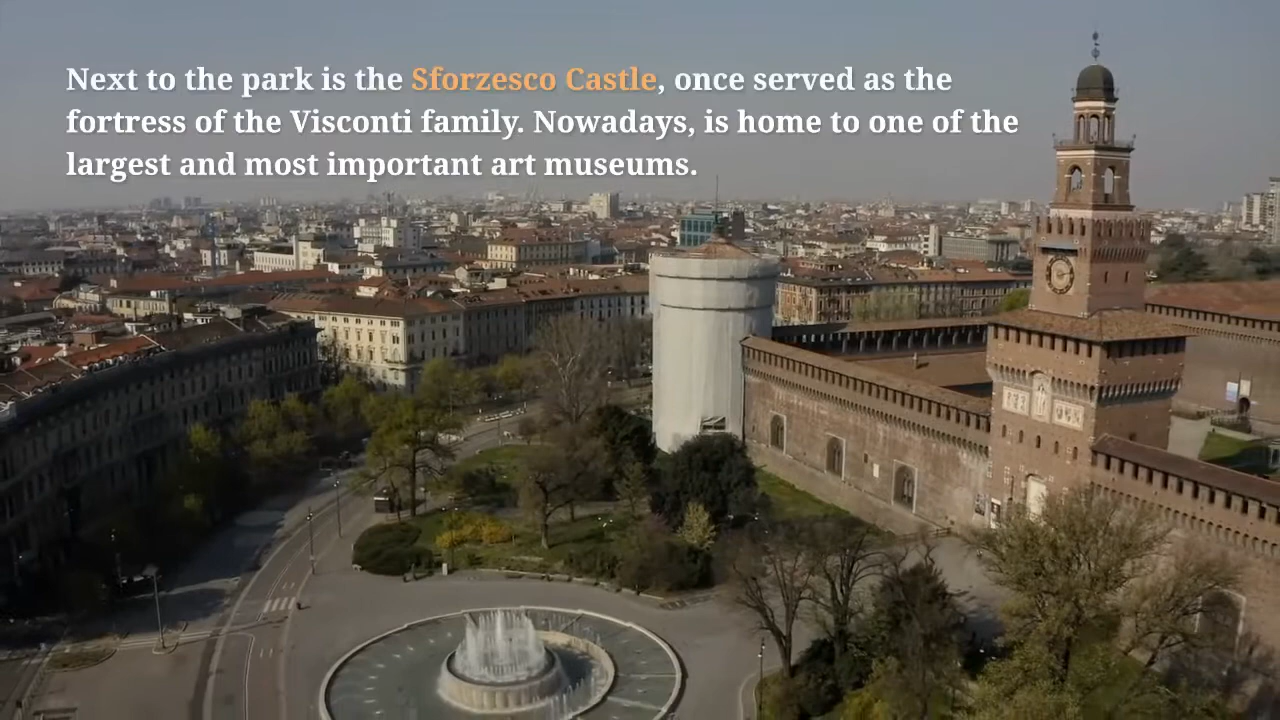 Next to the park is the Sforzesco Castle, once served as the
fortress of the Visconti family. Nowadays, is home to one of the
largest and most important art museums.